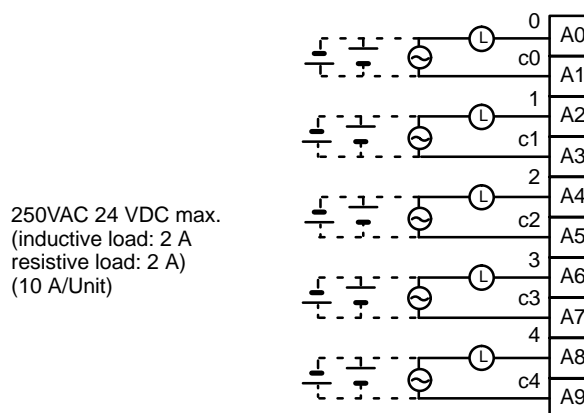 250VAC 24 VDC max.
(inductive load: 2 A
resistive load: 2 A)
(10 A/Unit)
0
L
A0
c0
A1
1
L
A2
c1
A3
2
L
A4
c2
A5
3
L
A6
c3
A7
4
L
A8
c4
A9